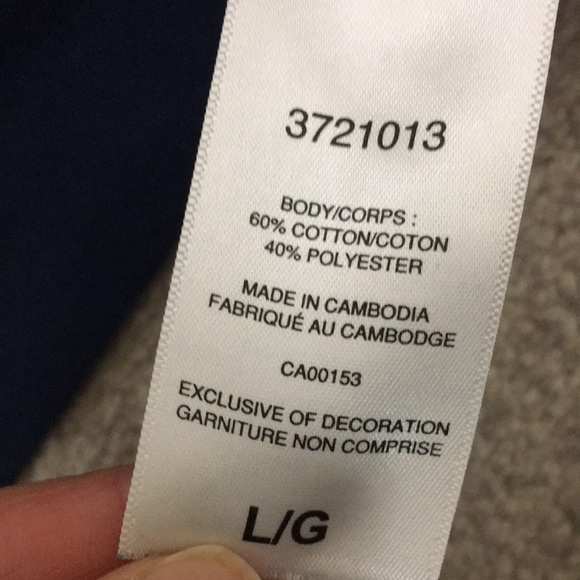 3721013
BODY/CORPS :
60% COTTON/COTON
40% POLYESTER
MADE IN CAMBODIA
FABRIQUÉ AU CAMBODGE
CA00153
EXCLUSIVE OF DECORATION
GARNITURE NON COMPRISE
L/G